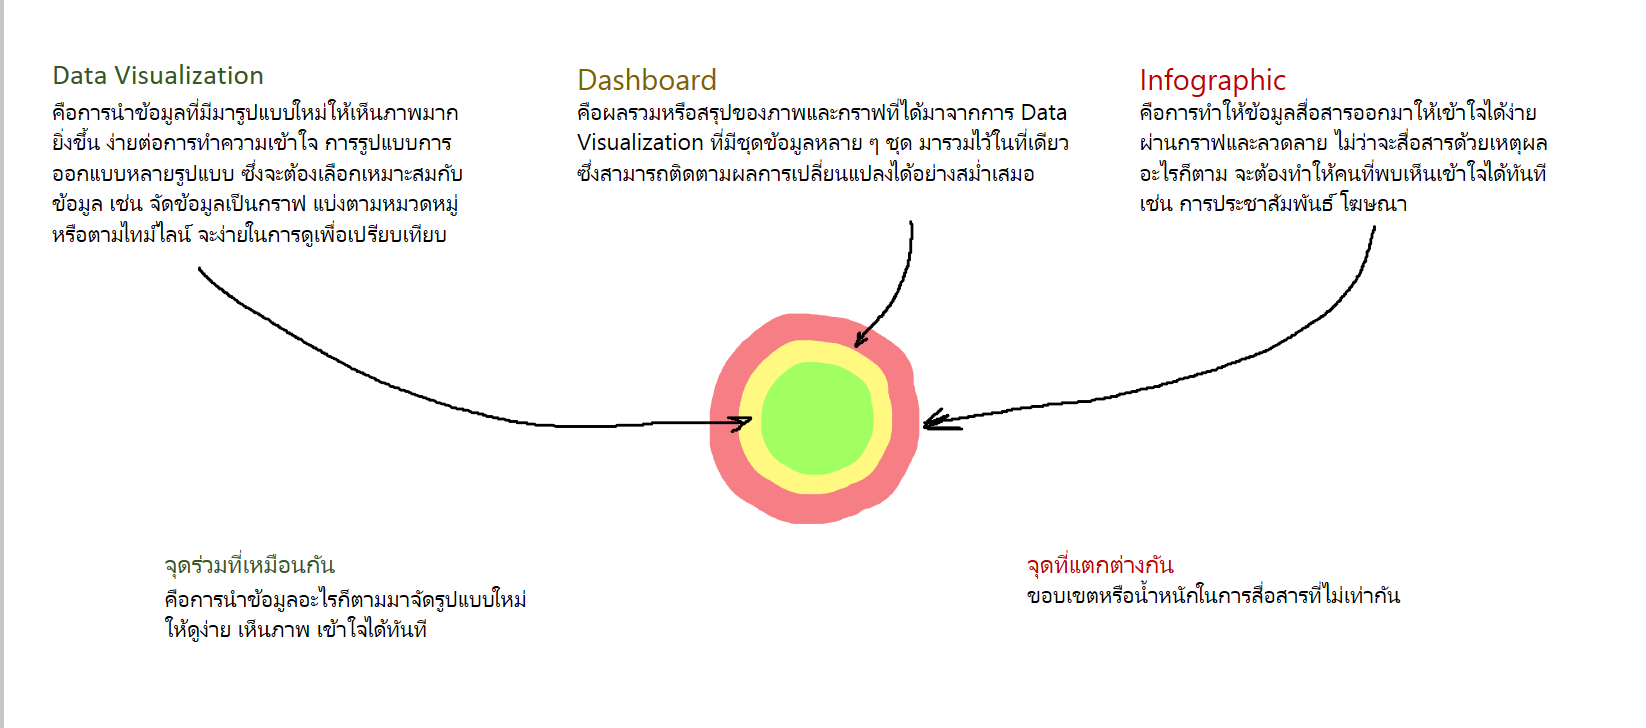 Data Visualization
คือการนำข้อมูลที่มีมารูปแบบใหม่ให้เห็นภาพมาก
ยิ่งขึ้น ง่ายต่อการทำความเข้าใจ การรูปแบบการ
ออกแบบหลายรูปแบบ ซึ่งจะต้องเลือกเหมาะสมกับ
ข้อมูล เช่น จัดข้อมูลเป็นกราฟ แบ่งตามหมวดหมู่
หรือตามไทม์ไลน์ จะง่ายในการดูเพื่อเปรียบเทียบ
Dashboard
คือผลรวมหรือสรุปของภาพและกราฟที่ได้มาจากการ Data
Visualization ที่มีชุดข้อมูลหลาย ๆ ชุด มารวมไว้ในที่เดียว
ซึ่งสามารถติดตามผลการเปลี่ยนแปลงได้อย่างสม่ำเสมอ
Infographic
คือการทำให้ข้อมูลสื่อสารออกมาให้เข้าใจได้ง่าย
ผ่านกราฟและลวดลาย ไม่ว่าจะสื่อสารด้วยเหตุผล
อะไรก็ตาม จะต้องทำให้คนที่พบเห็นเข้าใจได้ทันที
เช่น การประชาสัมพันธ์ โฆษณา
จุดร่วมที่เหมือนกัน
คือการนำข้อมูลอะไรก็ตามมาจัดรูปแบบใหม่
ให้ดูง่าย เห็นภาพ เข้าใจได้ทันที
จุดที่แตกต่างกัน
ขอบเขตหรือน้ำหนักในการสื่อสารที่ไม่เท่ากัน